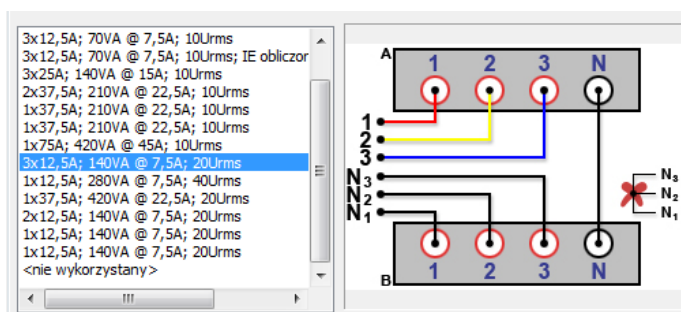 3x12,5A; 70VA @ 7,5A; 10Urms
3x12,5A; 70VA @ 7,5A; 10Urms; IE obliczor
3x25A; 140VA @ 15A; 10Urms
2x37,5A; 210VA @ 22,5A; 10Urms
1x37,5A; 210VA @ 22,5A; 10Urms
1x37,5A; 210VA @ 22,5A; 10Urms
1x75A; 420VA @ 45A; 10Urms
3x12,5A; 140VA @ 7,5A; 20Urms
1x12,5A; 280VA @ 7,5A; 40Urms
1x37,5A; 420VA @ 22,5A; 20Urms
2x12,5A; 140VA @ 7,5A; 20Urms
1x12,5A; 140VA @ 7,5A; 20Urms
1x12,5A; 140VA @ 7,5A; 20Urms
<nie wykorzystany>
A
1 2 3 N
1
2
3
N3
N2
N1
N3
N2
N1
B
1 2 3 N